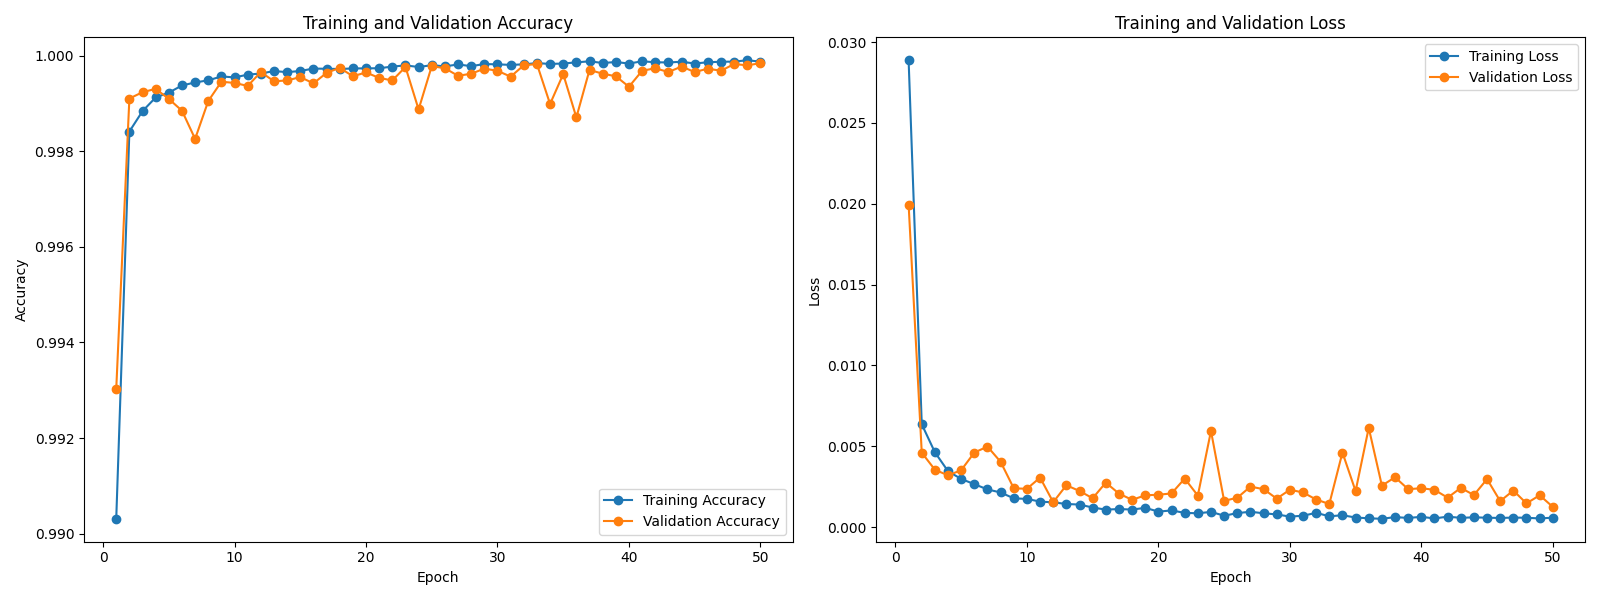 Training and Validation Accuracy
1.000
0.998
0.996
0.994
0.992
0.990
Accuracy
0 10 20 30 40 50
Epoch
Training Accuracy
Validation Accuracy
Training and Validation Loss
0.030
0.025
0.020
0.015
0.010
0.005
0.000
Loss
0 10 20 30 40 50
Epoch
Training Loss
Validation Loss